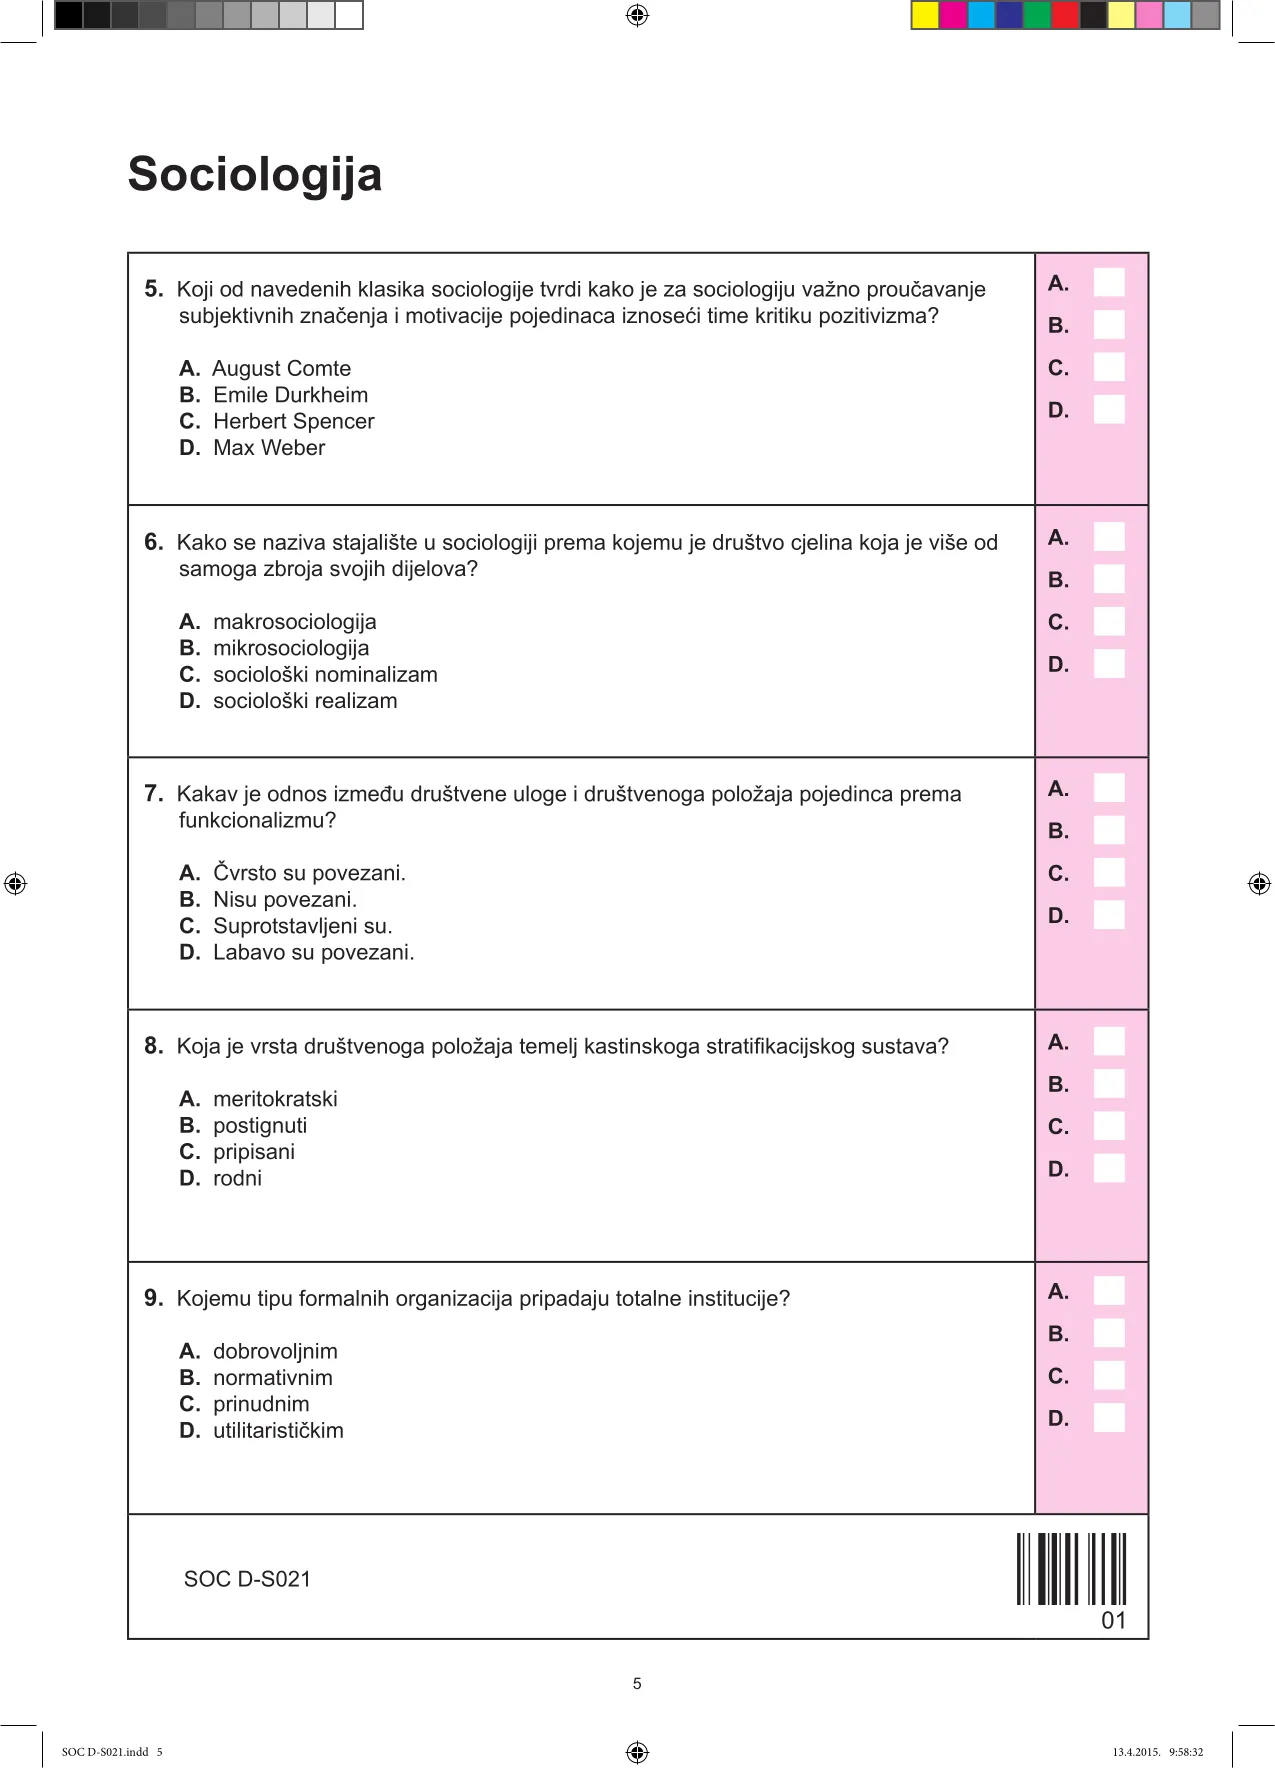 Sociologija
5. Koji od navedenih klasika sociologije tvrdi kako je za sociologiju važno proučavanje
subjektivnih značenja i motivacije pojedinaca iznoseći time kritiku pozitivizma?
A. August Comte
B. Emile Durkheim
C. Herbert Spencer
D. Max Weber
A.
B.
C.
D.
6. Kako se naziva stajalište u sociologiji prema kojemu je društvo cjelina koja je više od
samoga zbroja svojih dijelova?
A. makrosociologija
B. mikrosociologija
C. sociološki nominalizam
D. sociološki realizam
A.
B.
C.
D.
7. Kakav je odnos između društvene uloge i društvenoga položaja pojedinca prema
funkcionalizmu?
A. Čvrsto su povezani.
B. Nisu povezani.
C. Suprotstavljeni su.
D. Labavo su povezani.
A.
B.
C.
D.
8. Koja je vrsta društvenoga položaja temelj kastinskoga stratifikacijskog sustava?
A. meritokratski
B. postignuti
C. pripisani
D. rodni
A.
B.
C.
D.
9. Kojemu tipu formalnih organizacija pripadaju totalne institucije?
A. dobrovoljnim
B. normativnim
C. prinudnim
D. utilitarističkim
A.
B.
C.
D.
SOC D-S021
01
5
SOC D-S021.indd 5
13.4.2015. 9:58:32